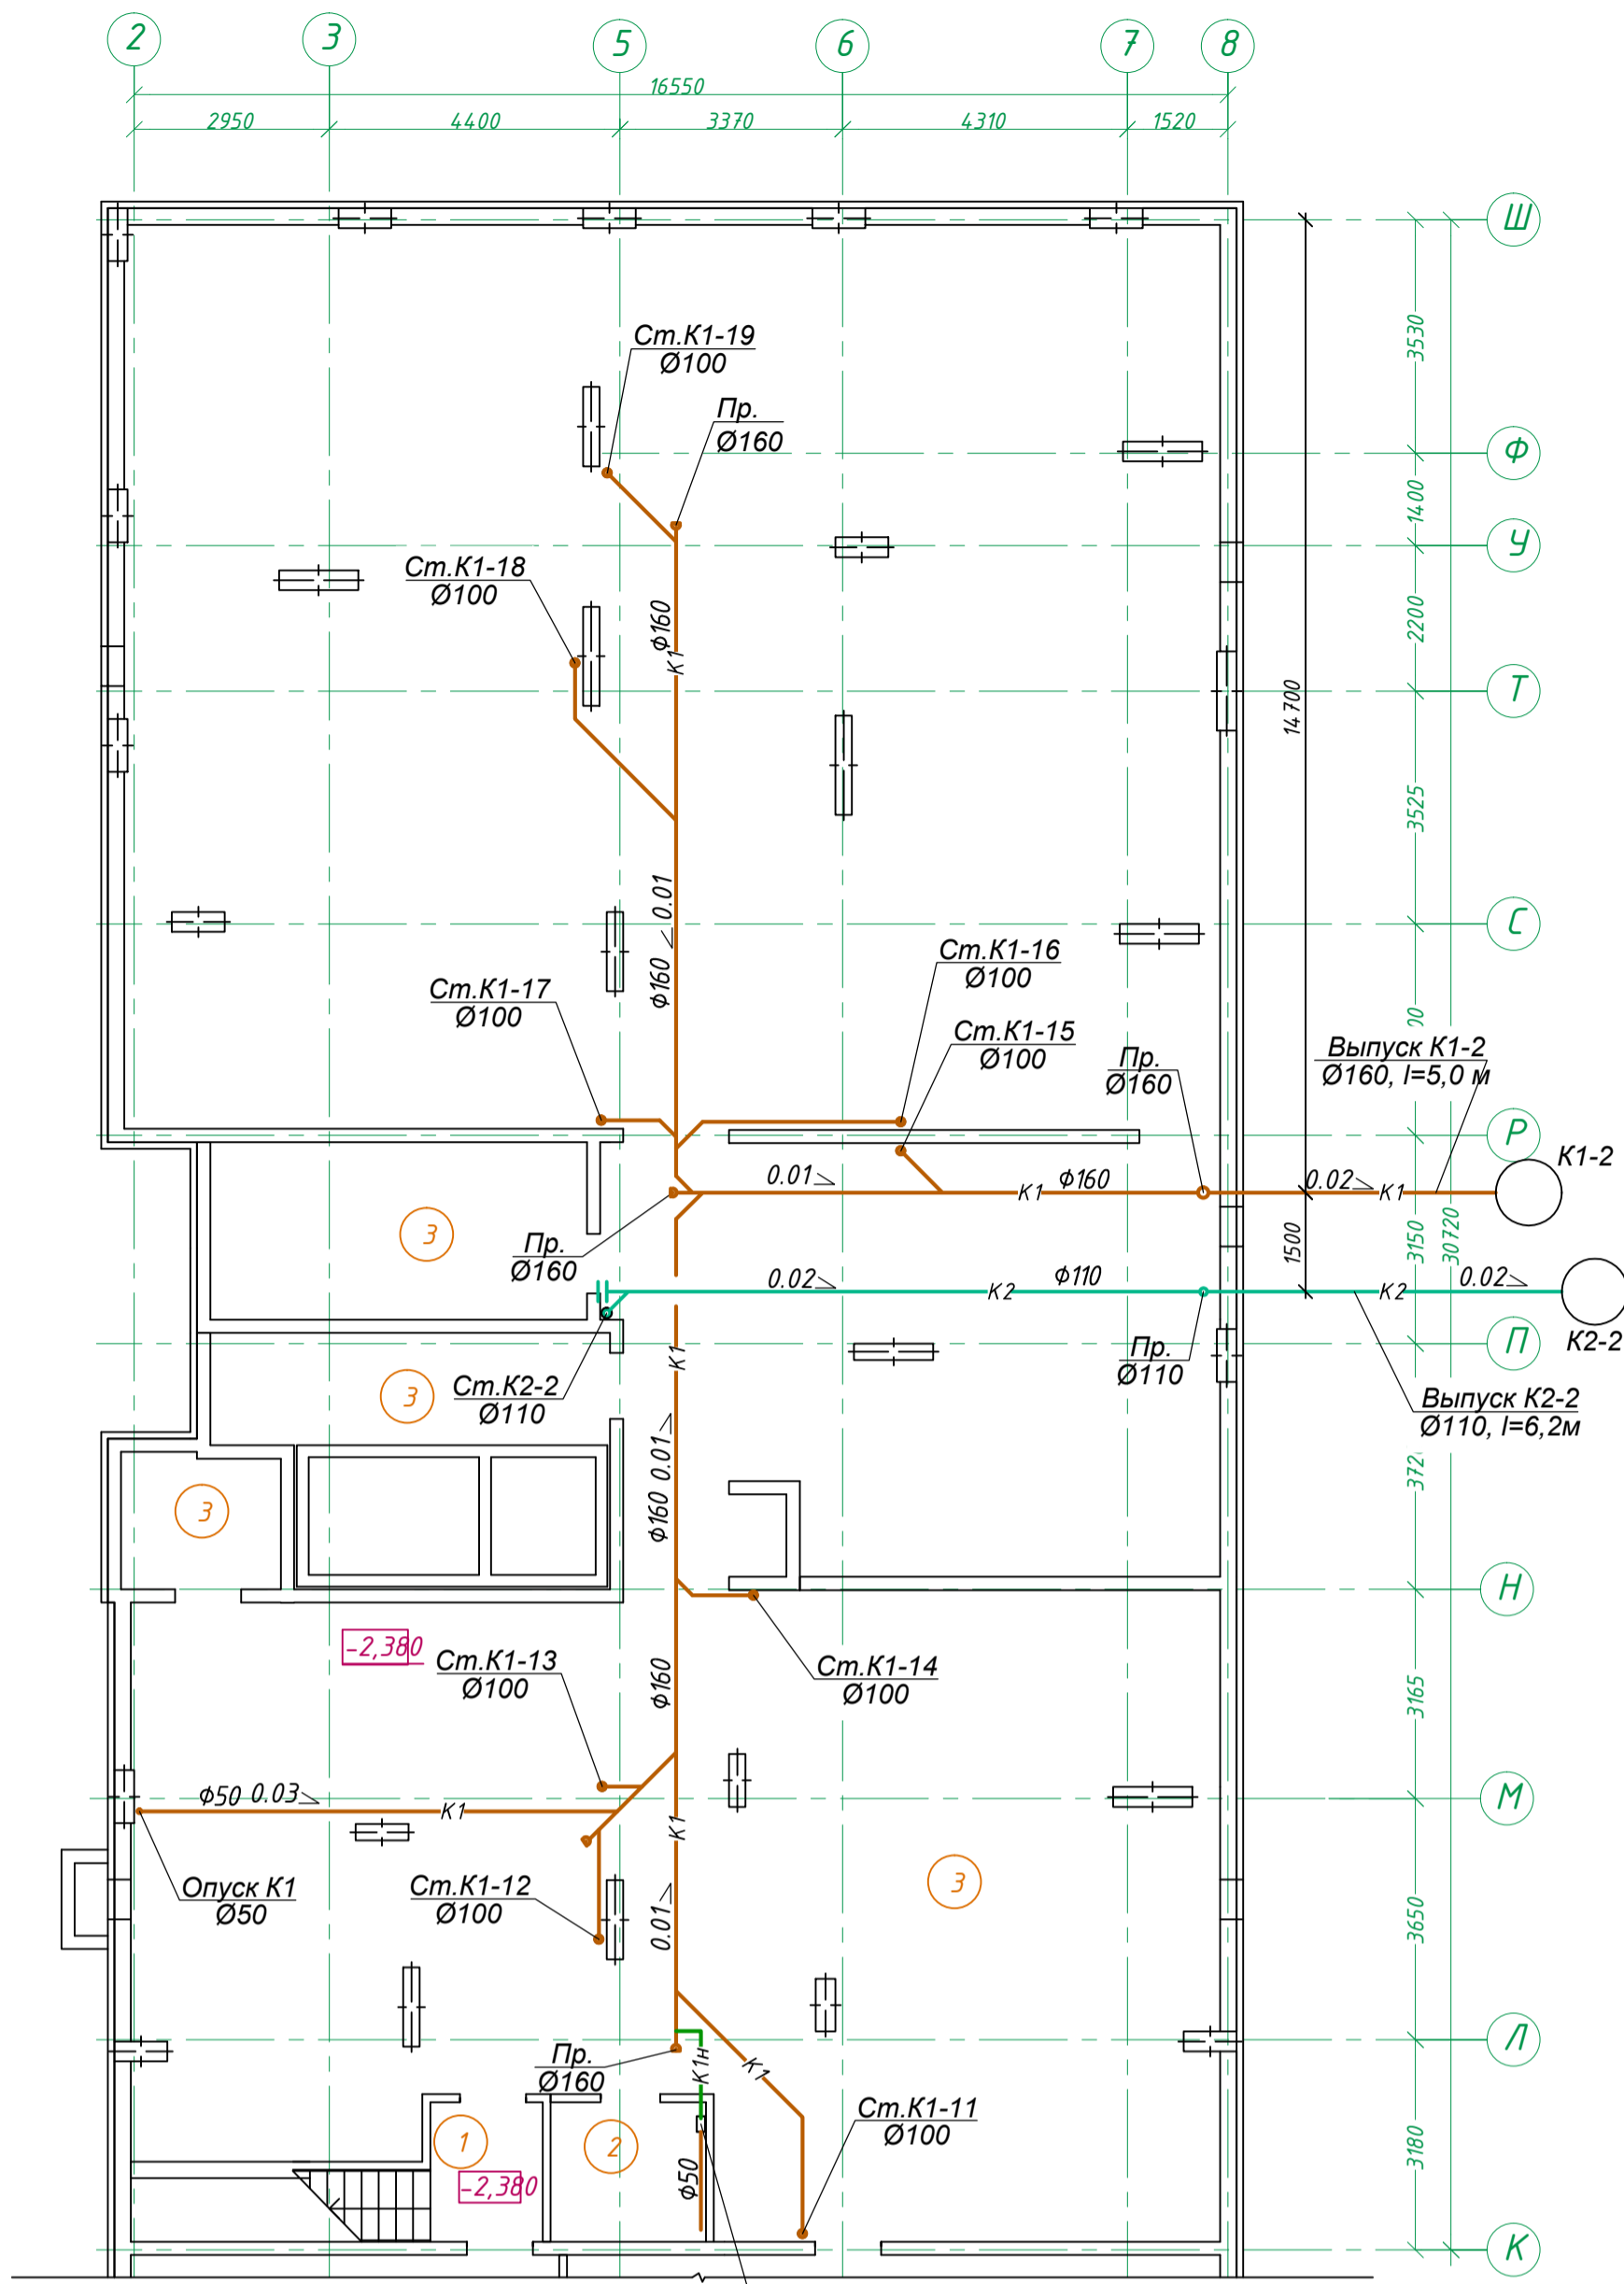 2
3
5
6
7
8
16550
2950
4400
3370
4310
1520
Ш
3530
Ст.К1-19
Ø100
Пр.
Ø160
Ф
1400
У
Ст.К1-18
Ø100
Ф160
К1
2200
Т
14700
3525
Ф160 0.01
С
Ст.К1-16
Ø100
Ст.К1-17
Ø100
Ст.К1-15
Ø100
Пр.
Ø160
00
Выпуск К1-2
Ø160, l=5,0 м
Р
К1-2
0.01
К1
Ф160
0.02
К1
3
Пр.
Ø160
1500
3150
30720
0.02
К2
Ф110
К2
0.02
К2-2
П
К1
Пр.
Ø110
3
Ст.К2-2
Ø110
Выпуск К2-2
Ø110, l=6,2м
Ф160 0.01
372
3
Н
-2,380
Ст.К1-13
Ø100
Ф160
Ст.К1-14
Ø100
3165
Ф50 0.03
К1
К1
М
Опуск К1
Ø50
Ст.К1-12
Ø100
3
0.01
3650
Л
Пр.
Ø160
К1н
К1
1
2
Ст.К1-11
Ø100
3180
-2,380
Ф50
К